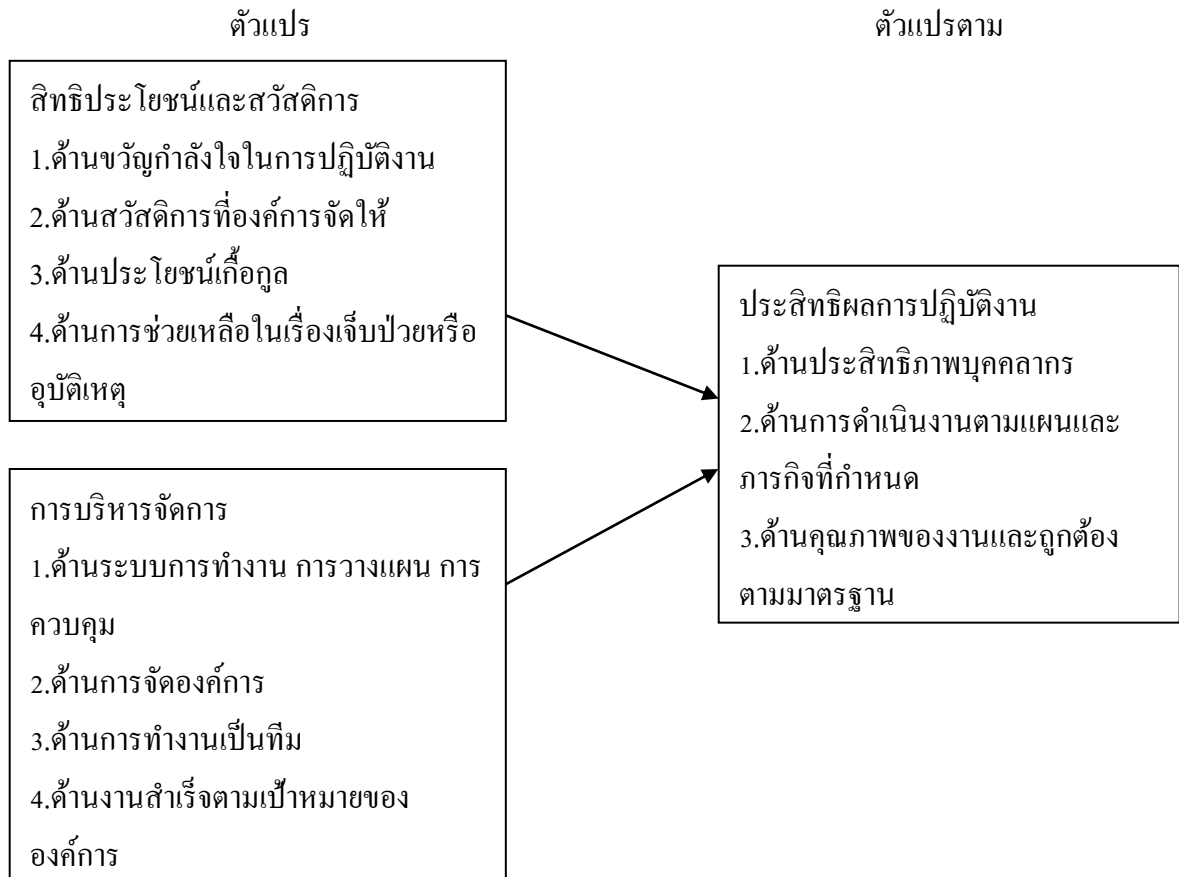 ตัวแปร
ตัวแปรตาม
สิทธิประโยชน์และสวัสดิการ
1.ด้านขวัญกำลังใจในการปฏิบัติงาน
2.ด้านสวัสดิการที่องค์การจัดให้
3.ด้านประโยชน์เกื้อกูล
4.ด้านการช่วยเหลือในเรื่องเจ็บป่วยหรือ
อุบัติเหตุ
การบริหารจัดการ
1.ด้านระบบการทำงาน การวางแผน การ
ควบคุม
2.ด้านการจัดองค์การ
3.ด้านการทำงานเป็นทีม
4.ด้านงานสำเร็จตามเป้าหมายของ
องค์การ
ประสิทธิผลการปฏิบัติงาน
1.ด้านประสิทธิภาพบุคคลากร
2.ด้านการดำเนินงานตามแผนและ
ภารกิจที่กำหนด
3.ด้านคุณภาพของงานและถูกต้อง
ตามมาตรฐาน